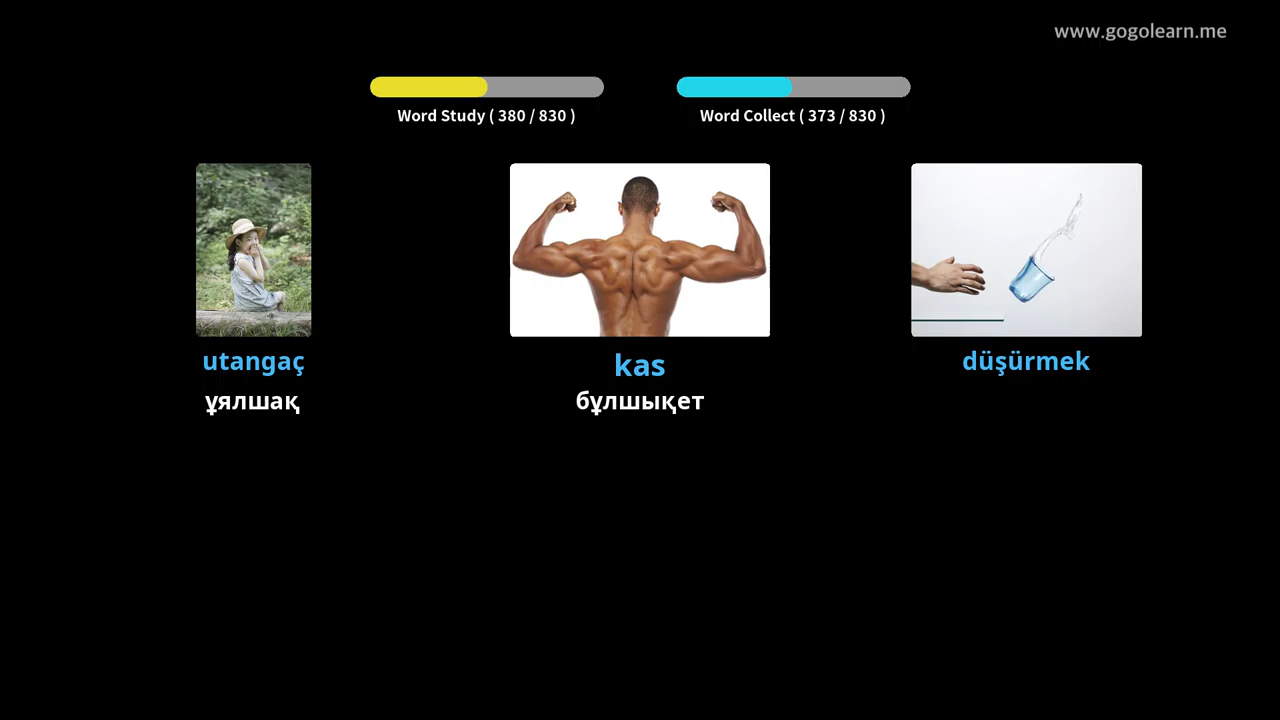 www.gogolearn.me
Word Study ( 380 / 830 )
Word Collect ( 373 / 830 )
utangaç
ұялшақ
kas
бұлшықет
düşürmek